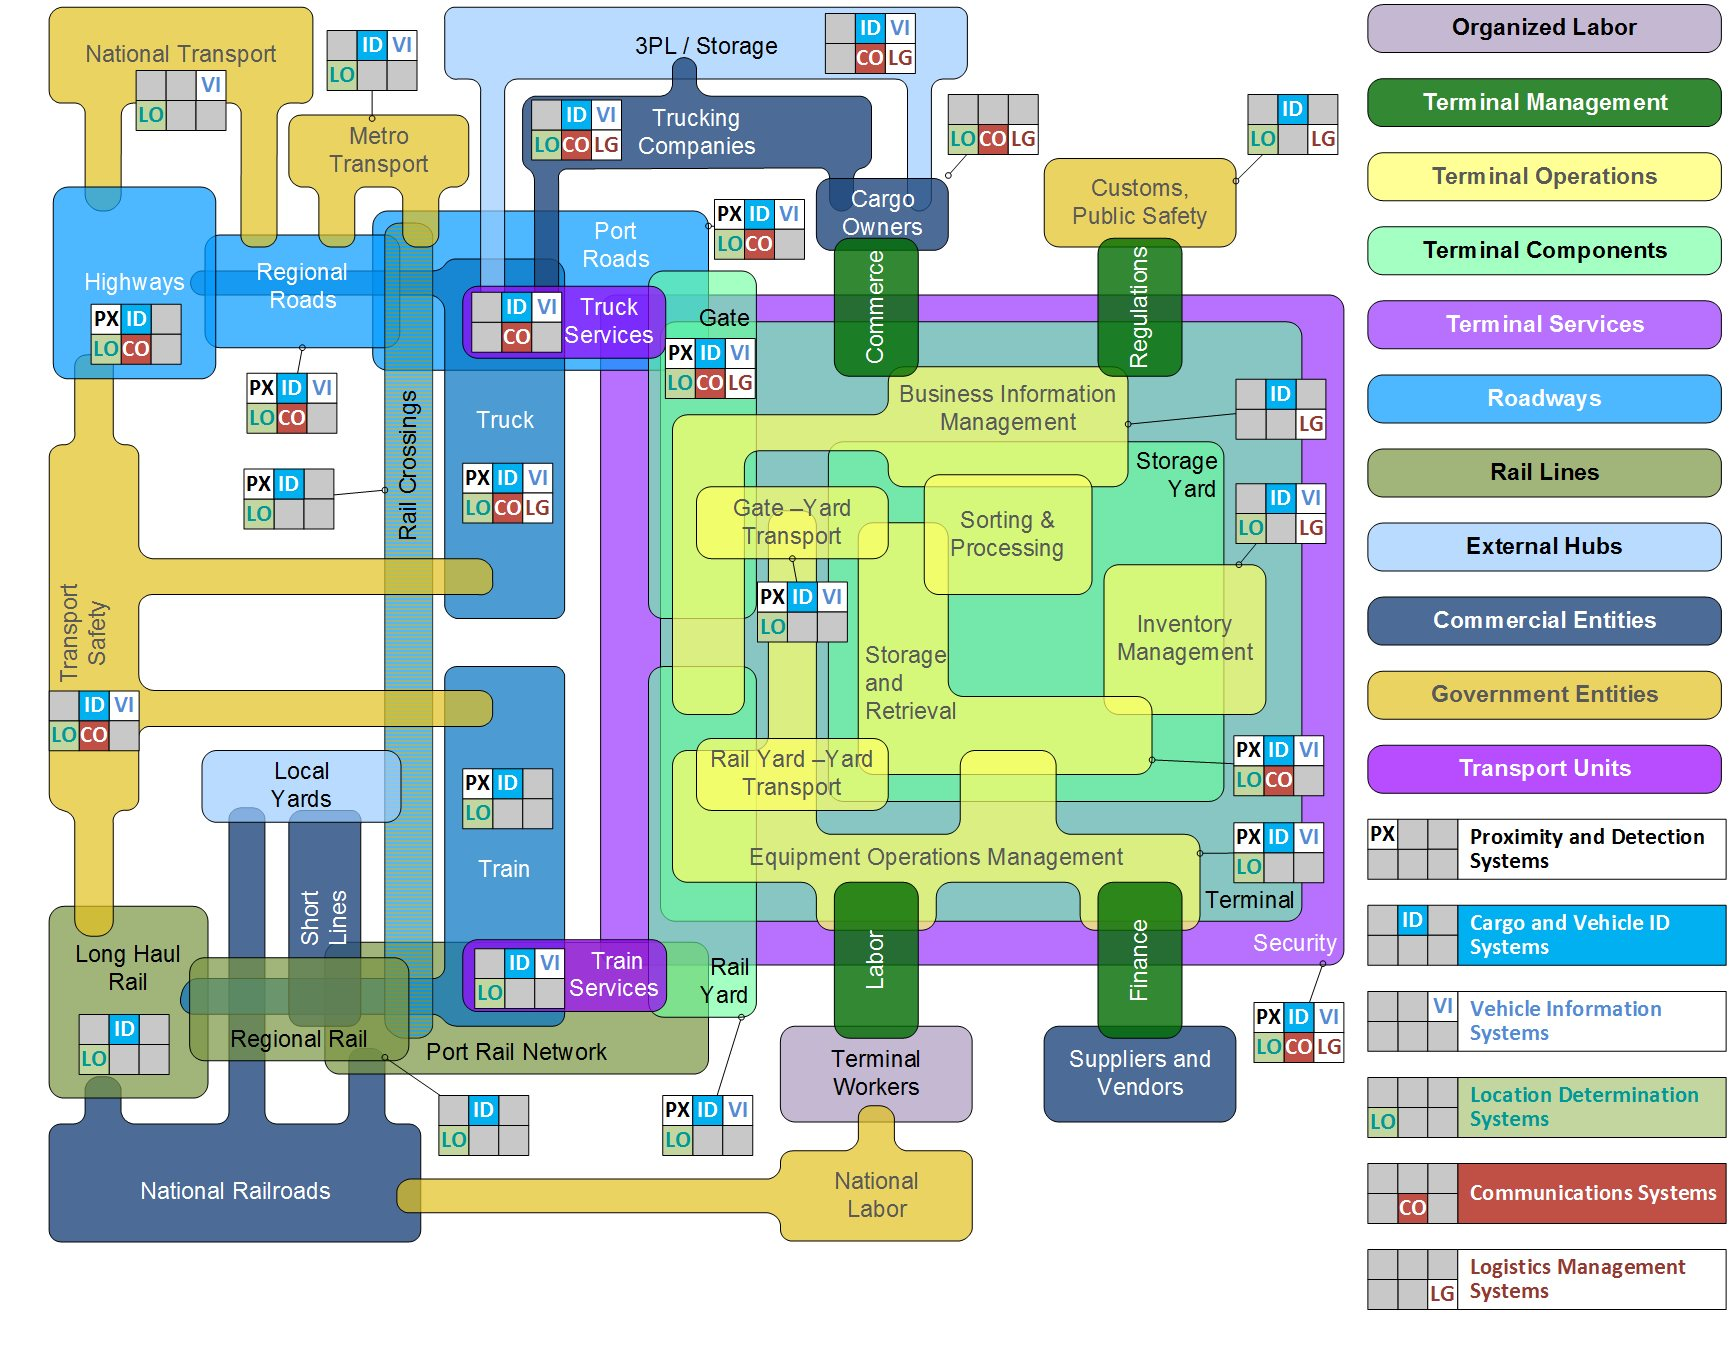 National Transport
VI
LO
ID VI
LO
Metro
Transport
3PL / Storage
ID VI
CO LG
ID VI
LO CO LG
Trucking
Companies
Cargo
Owners
LO CO LG
Customs,
Public Safety
ID
LO LG
Highways
PX ID
LO CO
Regional
Roads
PX ID VI
LO CO
Port
Roads
PX ID VI
LO CO
ID VI
CO
Truck
Services
Gate
PX ID VI
LO CO LG
Commerce
Regulations
Business Information
Management
ID
LG
Rail Crossings
PX ID
LO
Truck
PX ID VI
LO CO LG
Storage
Yard
Gate –Yard
Transport
PX ID VI
LO
Sorting &
Processing
ID VI
LO LG
Inventory
Management
Storage
and
Retrieval
PX ID VI
LO CO
Transport
Safety
ID VI
LO CO
Local
Yards
PX ID
LO
Train
Rail Yard –Yard
Transport
Equipment Operations Management
PX ID VI
LO
Terminal
Security
PX ID VI
LO CO LG
Short
Lines
Long Haul
Rail
ID
LO
Regional Rail
ID
LO
Port Rail Network
ID VI
LO
Train
Services
Rail
Yard
PX ID VI
LO
Labor
Finance
Terminal
Workers
Suppliers and
Vendors
National Railroads
National
Labor
Organized Labor
Terminal Management
Terminal Operations
Terminal Components
Terminal Services
Roadways
Rail Lines
External Hubs
Commercial Entities
Government Entities
Transport Units
PX
Proximity and Detection
Systems
ID
Cargo and Vehicle ID
Systems
VI
Vehicle Information
Systems
LO
Location Determination
Systems
CO
Communications Systems
LG
Logistics Management
Systems